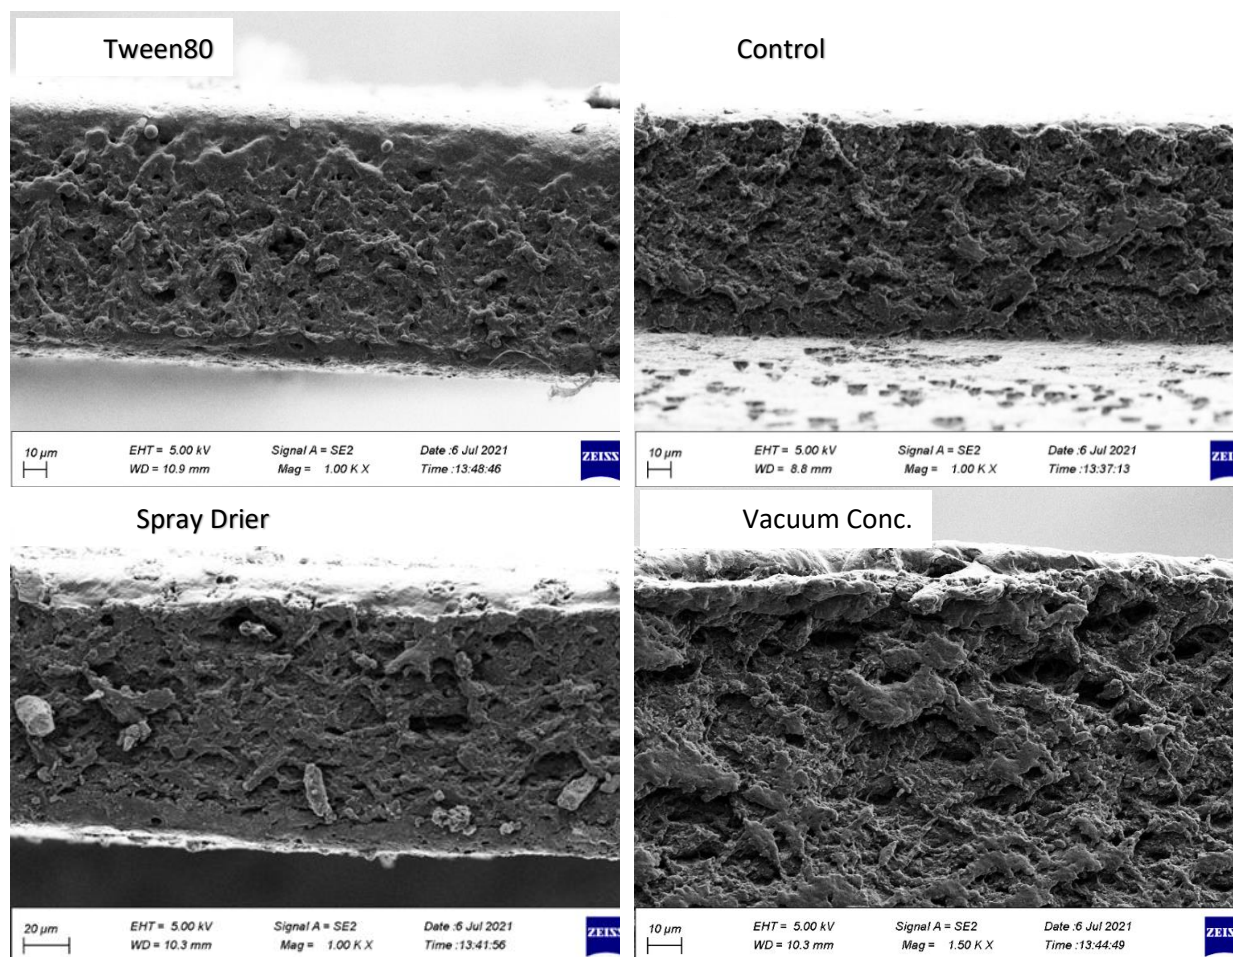 Tween80
Control
10 µm
EHT = 5.00 kV
Signal A = SE2
Date :6 Jul 2021
WD = 10.9 mm
Mag = 1.00 K X
Time :13:48:46
ZEISS
10 µm
EHT = 5.00 kV
Signal A = SE2
Date :6 Jul 2021
WD = 8.8 mm
Mag = 1.00 K X
Time :13:37:13
ZEI
Spray Drier
Vacuum Conc.
20 µm
EHT = 5.00 kV
Signal A = SE2
Date :6 Jul 2021
WD = 10.3 mm
Mag = 1.00 K X
Time :13:41:56
ZEIS
10 µm
EHT = 5.00 kV
Signal A = SE2
Date :6 Jul 2021
WD = 10.3 mm
Mag = 1.50 K X
Time :13:44:49
ZEI